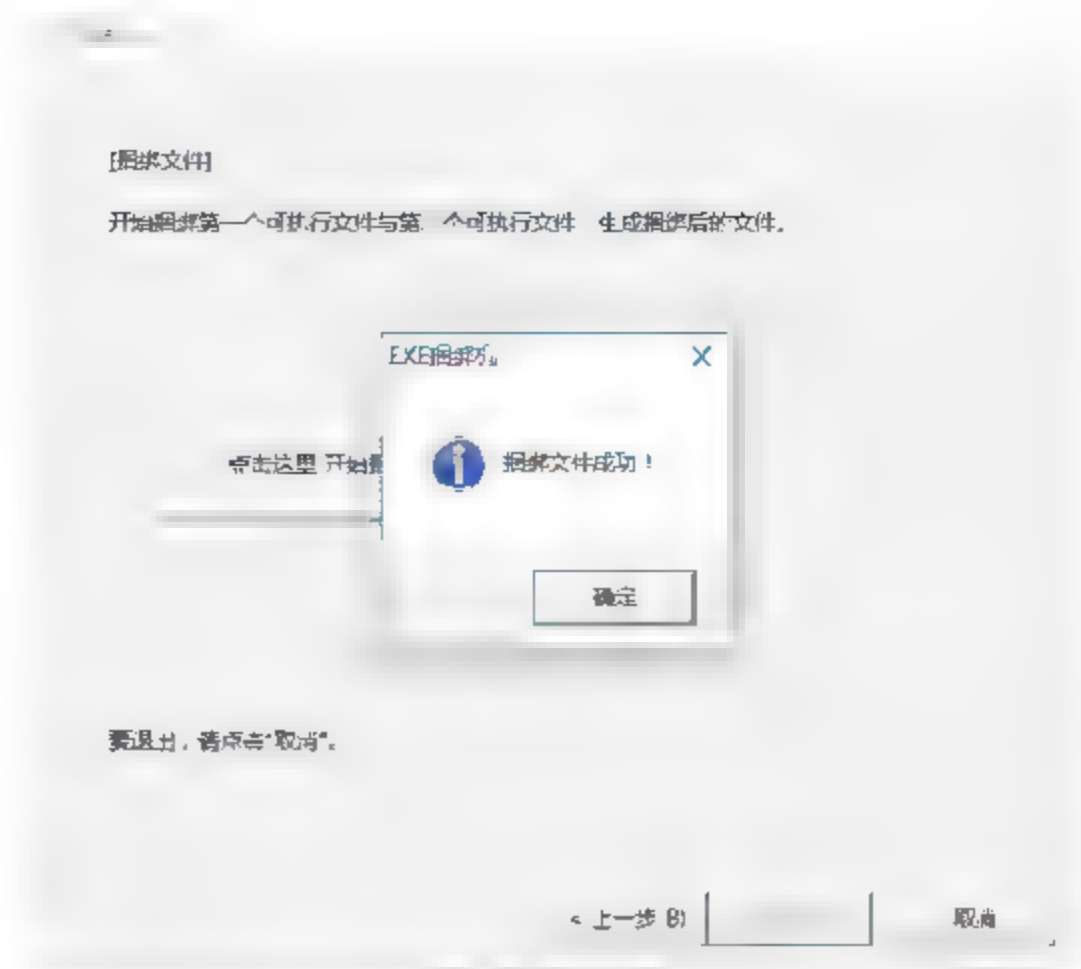 [捆绑文件]
开始捆绑第一个可执行文件与第 个可执行文件 生成捆绑后的文件。
EXE捆绑
点击这里 开始
捆绑文件成功！
确定
要退出，请点击“取消”。
< 上一步 B)
取消